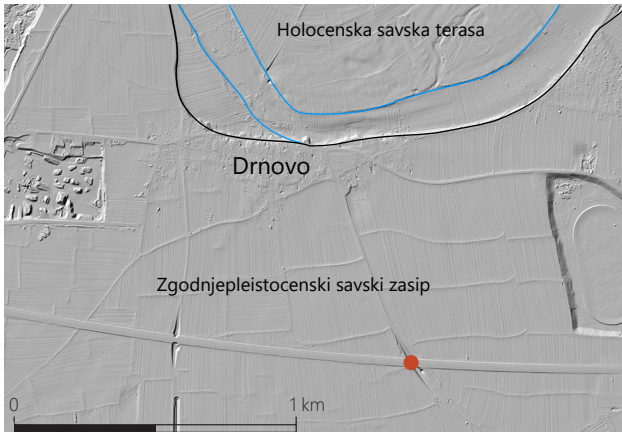 Holocenska savska terasa
Drnovo
Zgodnjepleistocenski savski zasip
0
1 km